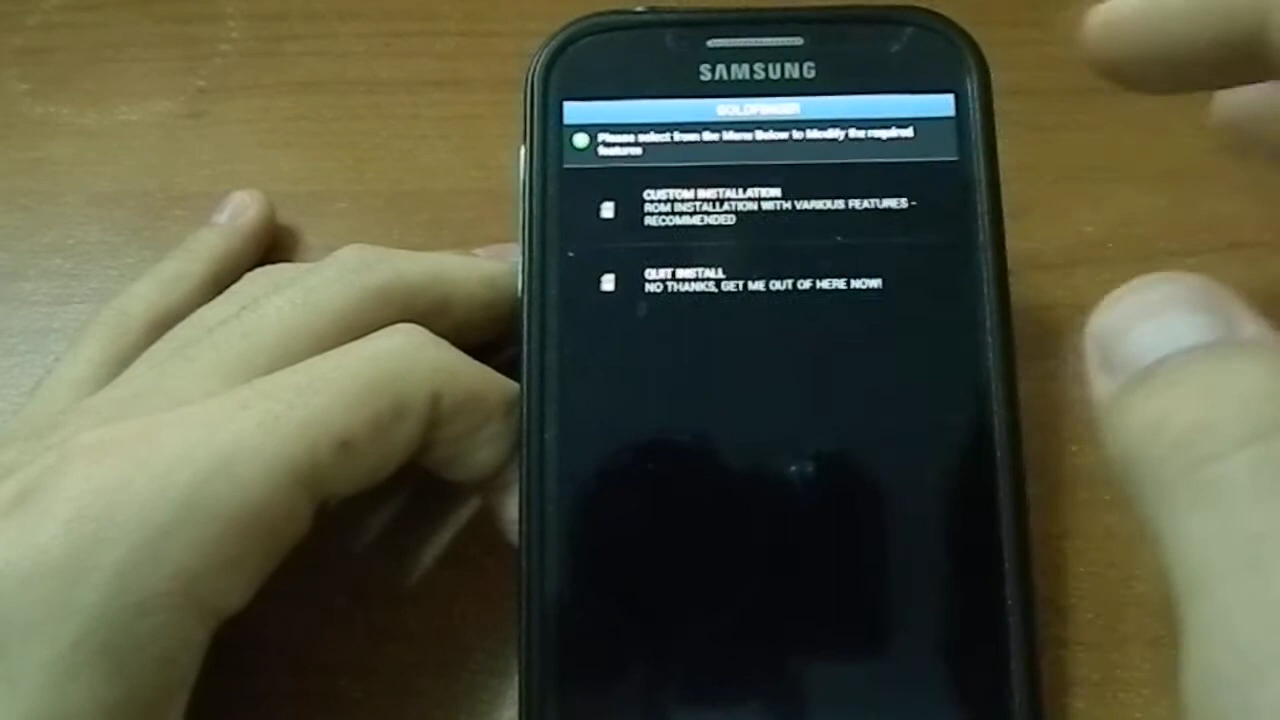 SAMSUNG
GOLDFINGER
Please select from the Menu Below to Modify the required
features
CUSTOM INSTALLATION
ROM INSTALLATION WITH VARIOUS FEATURES -
RECOMMENDED
QUIT INSTALL
NO THANKS, GET ME OUT OF HERE NOW!